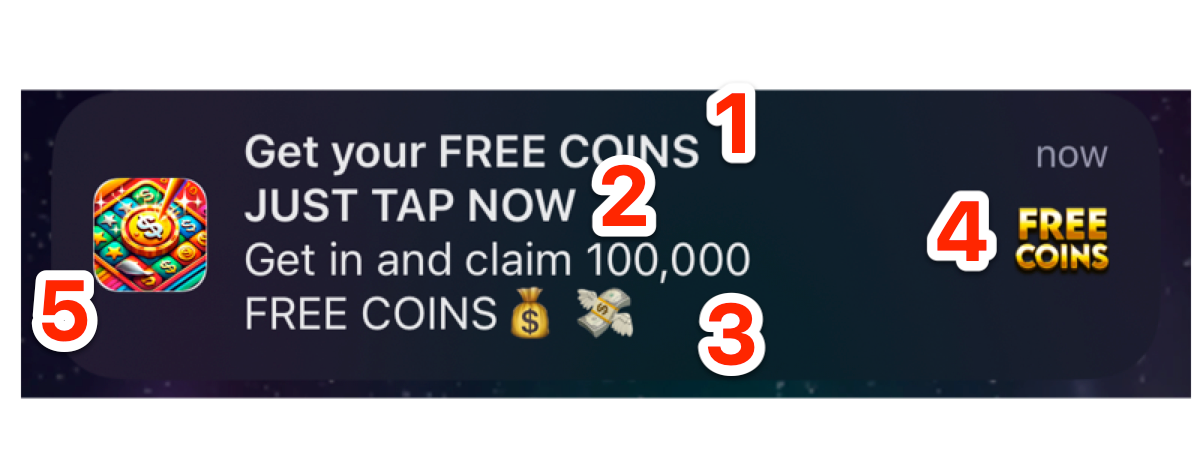 Get your FREE COINS 1
JUST TAP NOW 2
Get in and claim 100,000
FREE COINS💰 💸 3
now
4 FREE
COINS
5